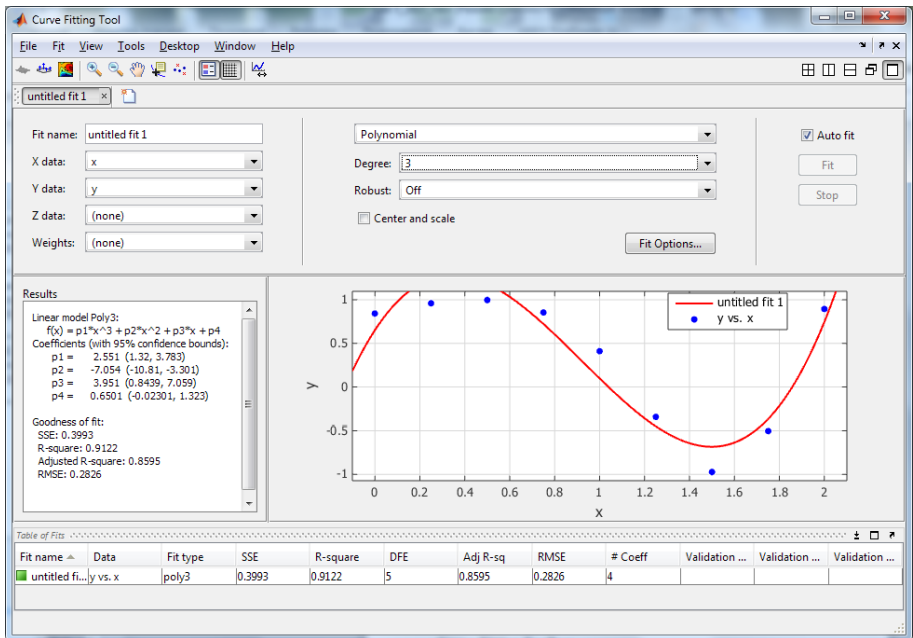 Curve Fitting Tool
File Fit View Tools Desktop Window Help
untitled fit 1
Fit name: untitled fit 1
X data: x
Y data: y
Z data: (none)
Weights: (none)
Polynomial
Degree: 3
Robust: Off
Center and scale
Fit Options...
Auto fit
Fit
Stop
Results
Linear model Poly3:
f(x) = p1*x^3 + p2*x^2 + p3*x + p4
Coefficients (with 95% confidence bounds):
p1 = 2.551 (1.32, 3.783)
p2 = -7.054 (-10.81, -3.301)
p3 = 3.951 (0.8439, 7.059)
p4 = 0.6501 (-0.02301, 1.323)
Goodness of fit:
SSE: 0.3993
R-square: 0.9122
Adjusted R-square: 0.8595
RMSE: 0.2826
untitled fit 1
y vs. x
1
0.5
0
-0.5
-1
y
0 0.2 0.4 0.6 0.8 1 1.2 1.4 1.6 1.8 2
x
Table of Fits
Fit name Data Fit type SSE R-square DFE Adj R-sq RMSE # Coeff Validation ... Validation ... Validation ...
untitled fi... y vs. x poly3 0.3993 0.9122 5 0.8595 0.2826 4